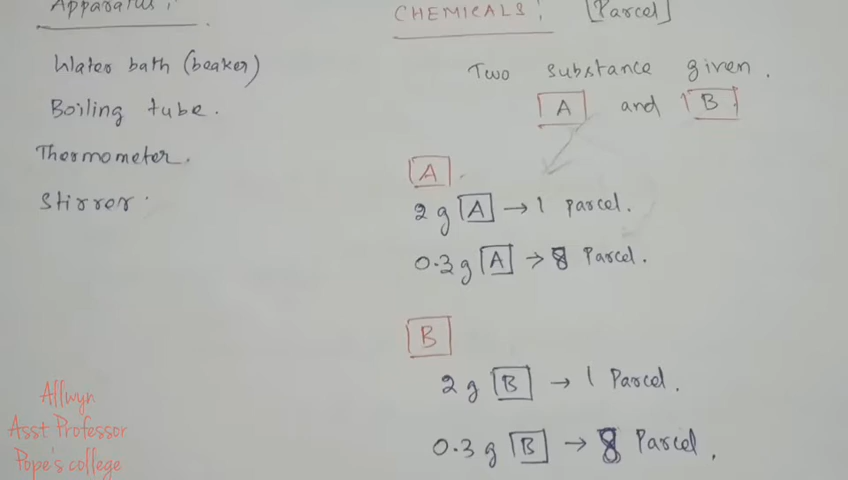 Apparatus:
Water bath (beaker)
Boiling tube.
Thermometer.
Stirrer.
CHEMICALS: [Parcel]
Two substance given.
A and B
A
2 g A → 1 parcel.
0.3 g A → 8 Parcel.
B
2 g B → 1 Parcel.
0.3 g B → 8 Parcel.
Allwyn
Asst Professor
Pope's college